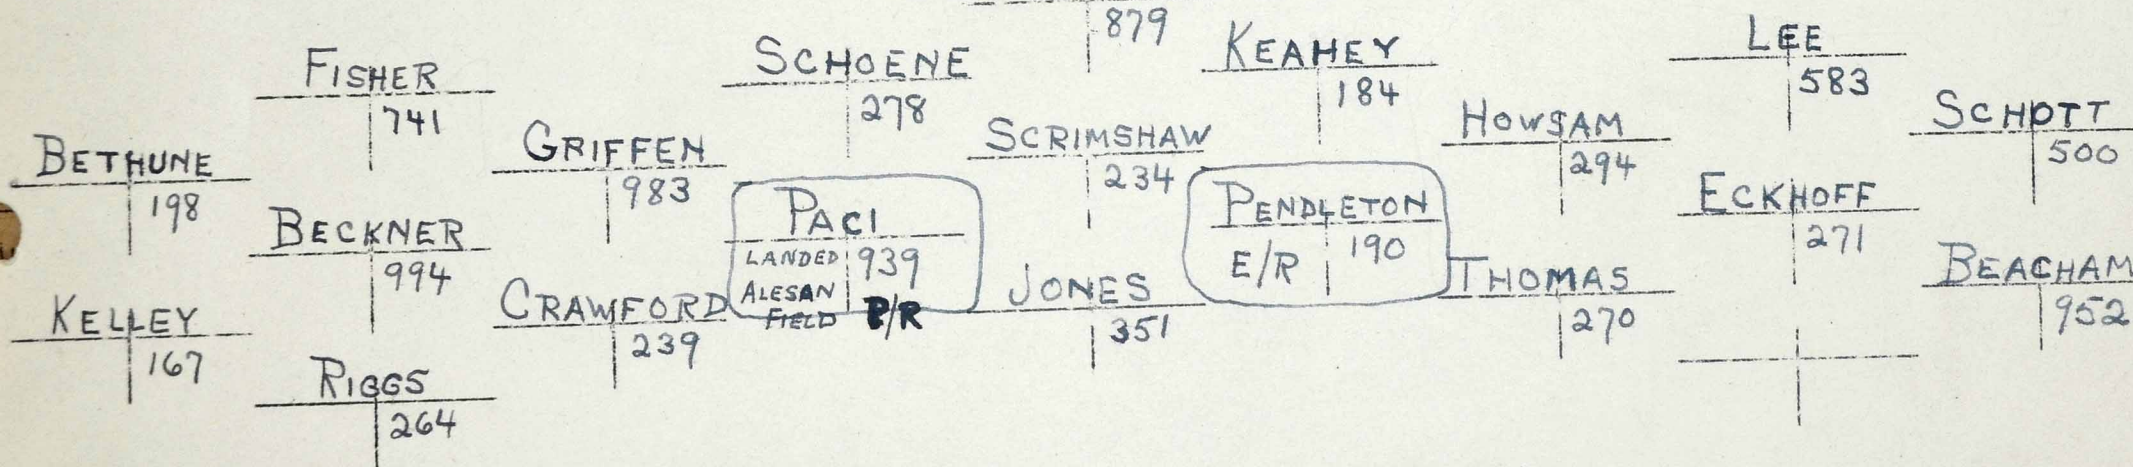 879
LEE
583
KEAHEY
184
SCHOENE
278
FISHER
741
SCHOTT
500
HOWSAM
294
SCRIMSHAW
234
GRIFFEN
983
BETHUNE
198
ECKHOFF
271
PENDLETON
E/R 190
PACI
LANDED 939
ALESAN
FIELD P/R
BECKNER
994
BEACHAM
952
THOMAS
270
JONES
351
CRAWFORD
239
KELLEY
167
RIGGS
264